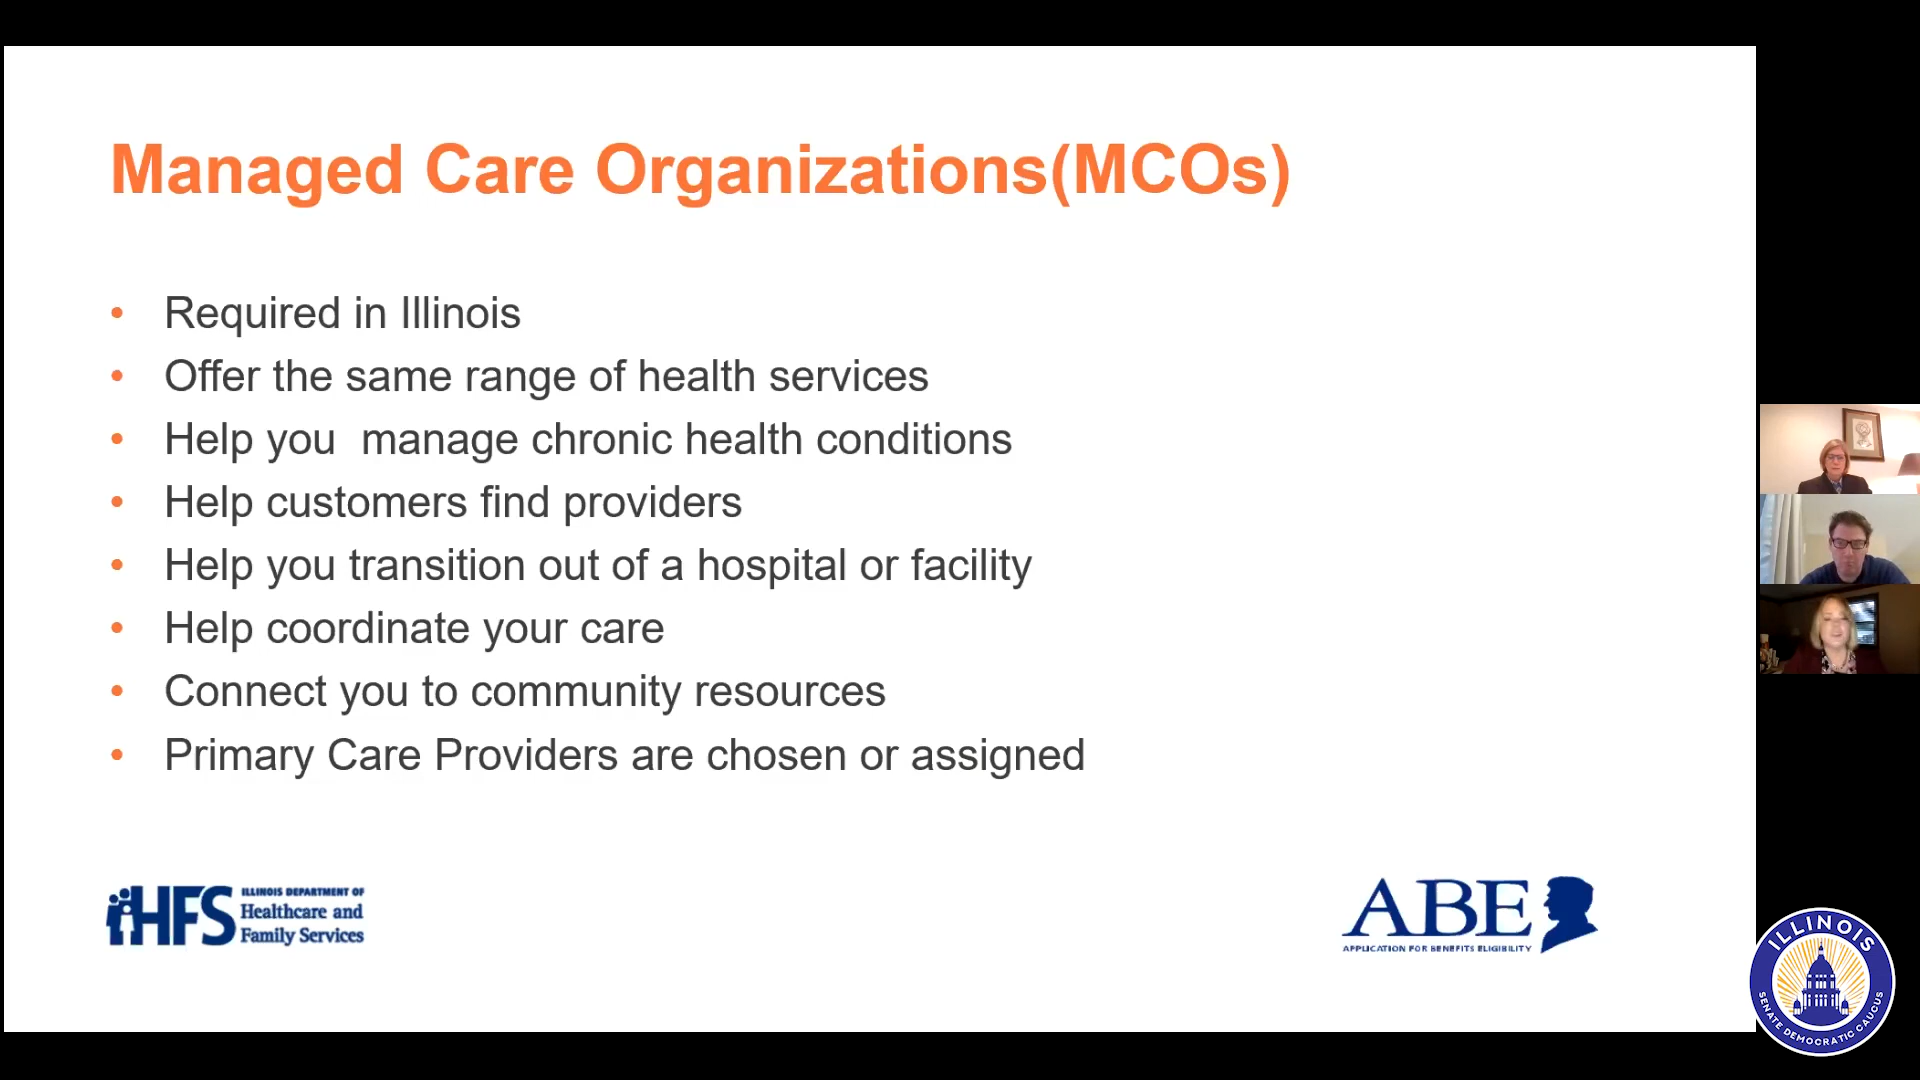 Managed Care Organizations(MCOs)
• Required in Illinois
• Offer the same range of health services
• Help you  manage chronic health conditions
• Help customers find providers
• Help you transition out of a hospital or facility
• Help coordinate your care
• Connect you to community resources
• Primary Care Providers are chosen or assigned
HFS
ILLINOIS DEPARTMENT OF
Healthcare and
Family Services
ABE
APPLICATION FOR BENEFITS ELIGIBILITY
ILLINOIS
SENATE DEMOCRATIC CAUCUS